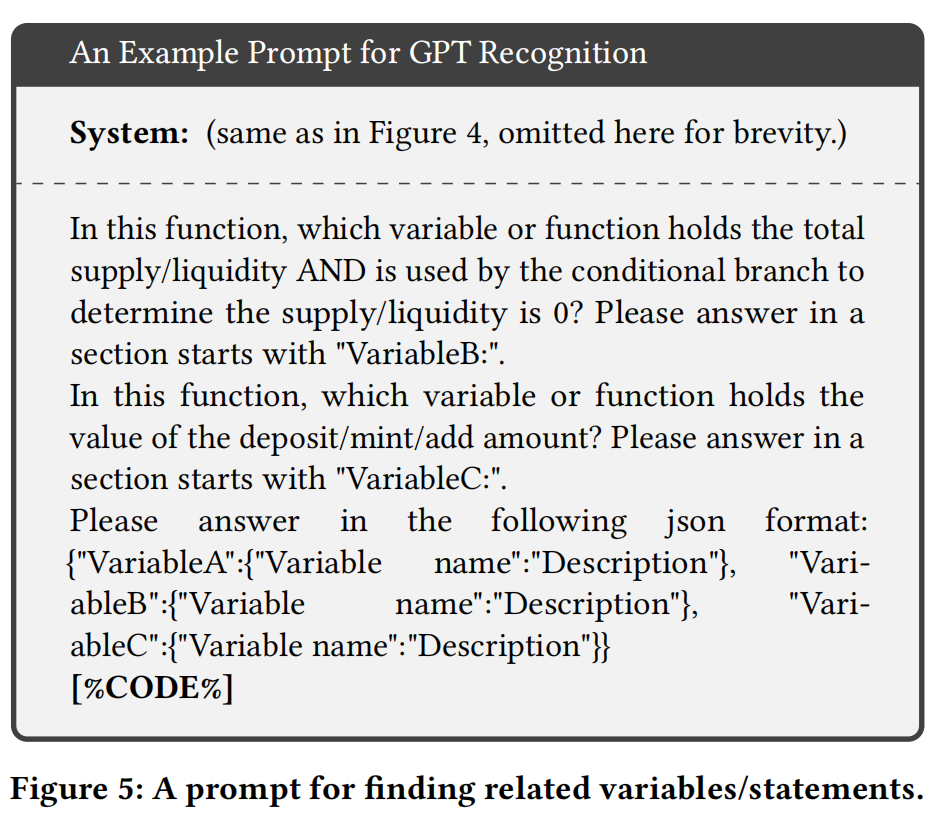 An Example Prompt for GPT Recognition
System: (same as in Figure 4, omitted here for brevity.)
In this function, which variable or function holds the total
supply/liquidity AND is used by the conditional branch to
determine the supply/liquidity is 0? Please answer in a
section starts with "VariableB:".
In this function, which variable or function holds the
value of the deposit/mint/add amount? Please answer in a
section starts with "VariableC:".
Please answer in the following json format:
{"VariableA":{"Variable name":"Description"}, "Vari-
ableB":{"Variable name":"Description"}, "Vari-
ableC":{"Variable name":"Description"}}
[%CODE%]
Figure 5: A prompt for finding related variables/statements.